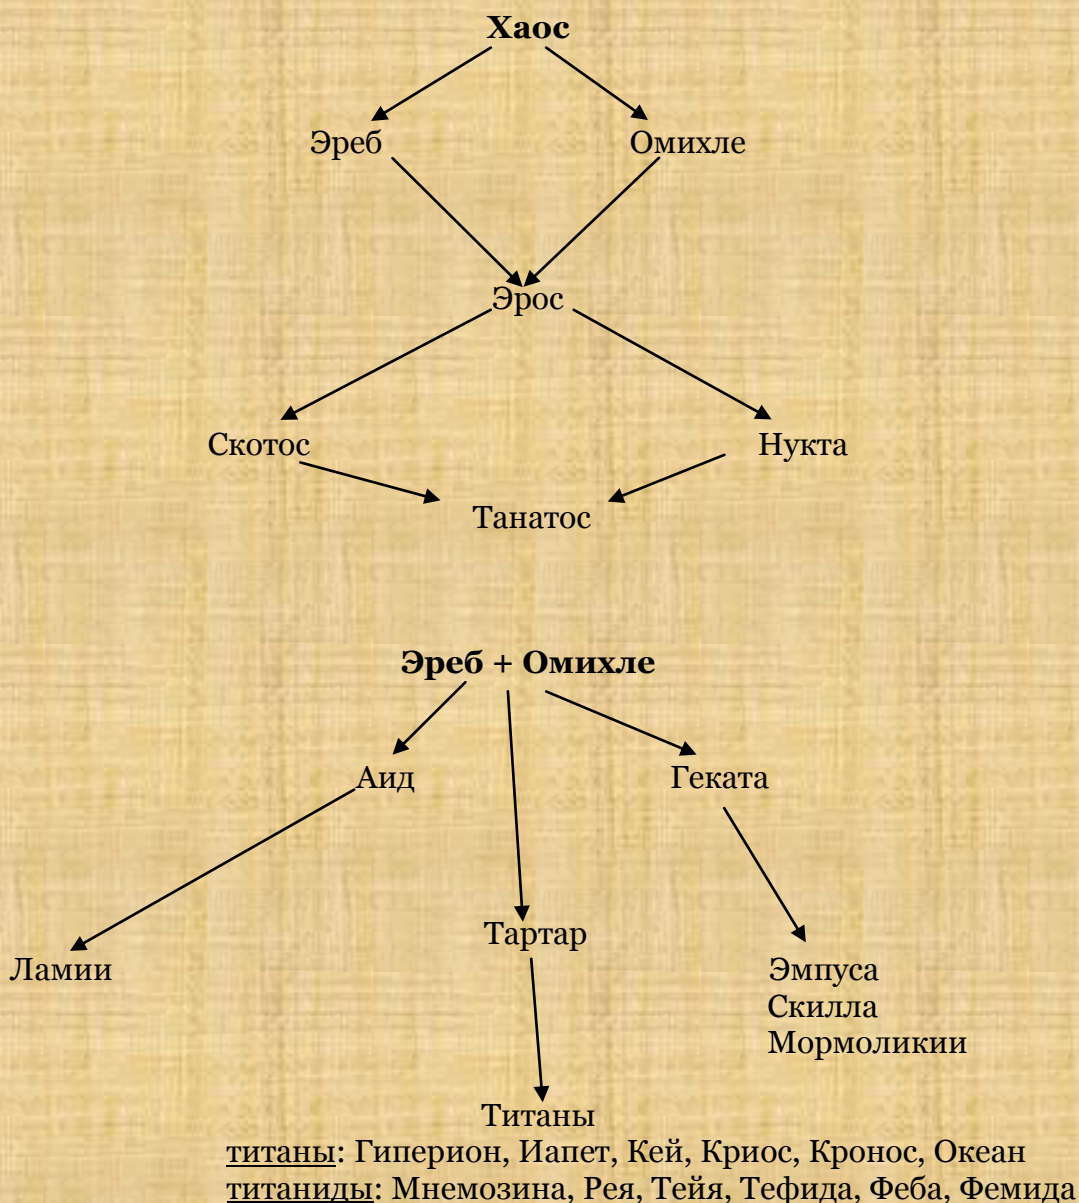 Хаос
Эреб Омихле
Эрос
Скотос Нукта
Танатос
Эреб + Омихле
Аид Геката
Тартар
Ламии Эмпуса
Скилла
Мормоликии
Титаны
титаны: Гиперион, Иапет, Кей, Криос, Кронос, Океан
титаниды: Мнемозина, Рея, Тейя, Тефида, Феба, Фемида